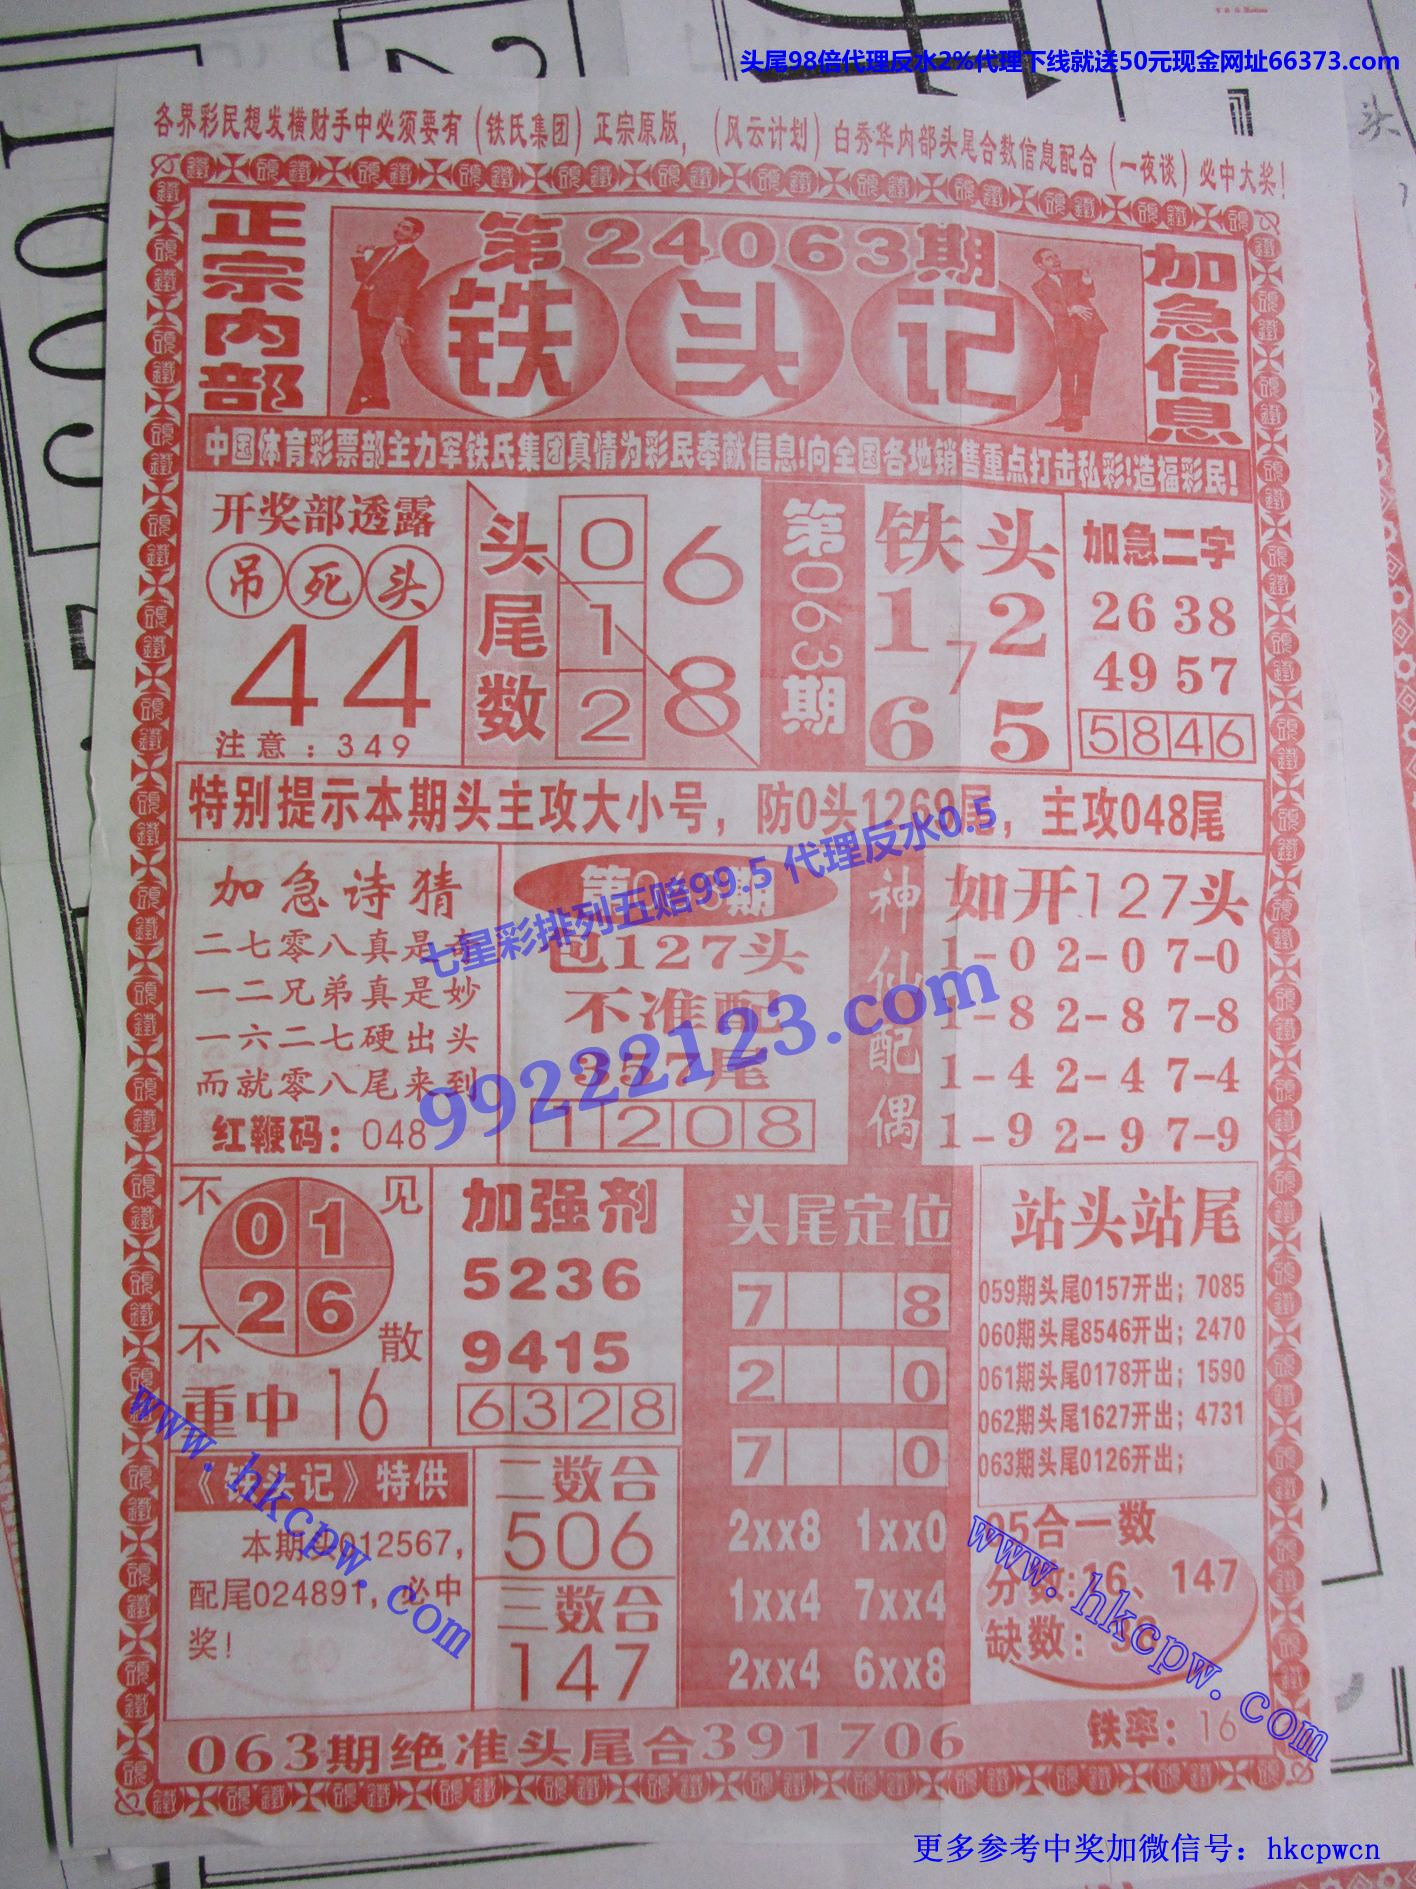 头尾98倍代理反水2%代理下线就送50元现金网址66373.com
各界彩民想发横财手中必须要有（铁氏集团）正宗原版，（风云计划）白秀华内部头尾合数信息配合（一夜谈）必中大奖！
正宗内部
第24063期
铁头记
加急信息
中国体育彩票部主力军铁氏集团真情为彩民奉献信息!向全国各地销售重点打击私彩!造福彩民!
开奖部透露
吊死头
44
注意：349
头尾数
0
1
2
6
8
第063期
铁头
1 2
7
6 5
加急二字
26 38
49 57
5846
特别提示本期头主攻大小号，防0头1269尾，主攻048尾
加急诗猜
二七零八真是
一二兄弟真是妙
一六二七硬出头
而就零八尾来到
红鞭码：048
第063期
包127头
不准配
357尾
1208
神仙配偶
如开127头
1-0 2-0 7-0
1-8 2-8 7-8
1-4 2-4 7-4
1-9 2-9 7-9
七星彩排列五赔99.5 代理反水0.5
99222123.com
不见
01
26
不散
重中 16
加强剂
5236
9415
6328
头尾定位
7 8
2 0
7 0
2xx8 1xx0
1xx4 7xx4
2xx4 6xx8
站头站尾
059期头尾0157开出；7085
060期头尾8546开出；2470
061期头尾0178开出；1590
062期头尾1627开出；4731
063期头尾0126开出；
《铁头记》特供
本期头012567，
配尾024891，必中
奖！
二数合
506
三数合
147
05合一数
:16、147
缺数：
063期绝准头尾合391706
铁率：16
www.hkcpw.com
www.hkcpw.com
更多参考中奖加微信号：hkcpwcn